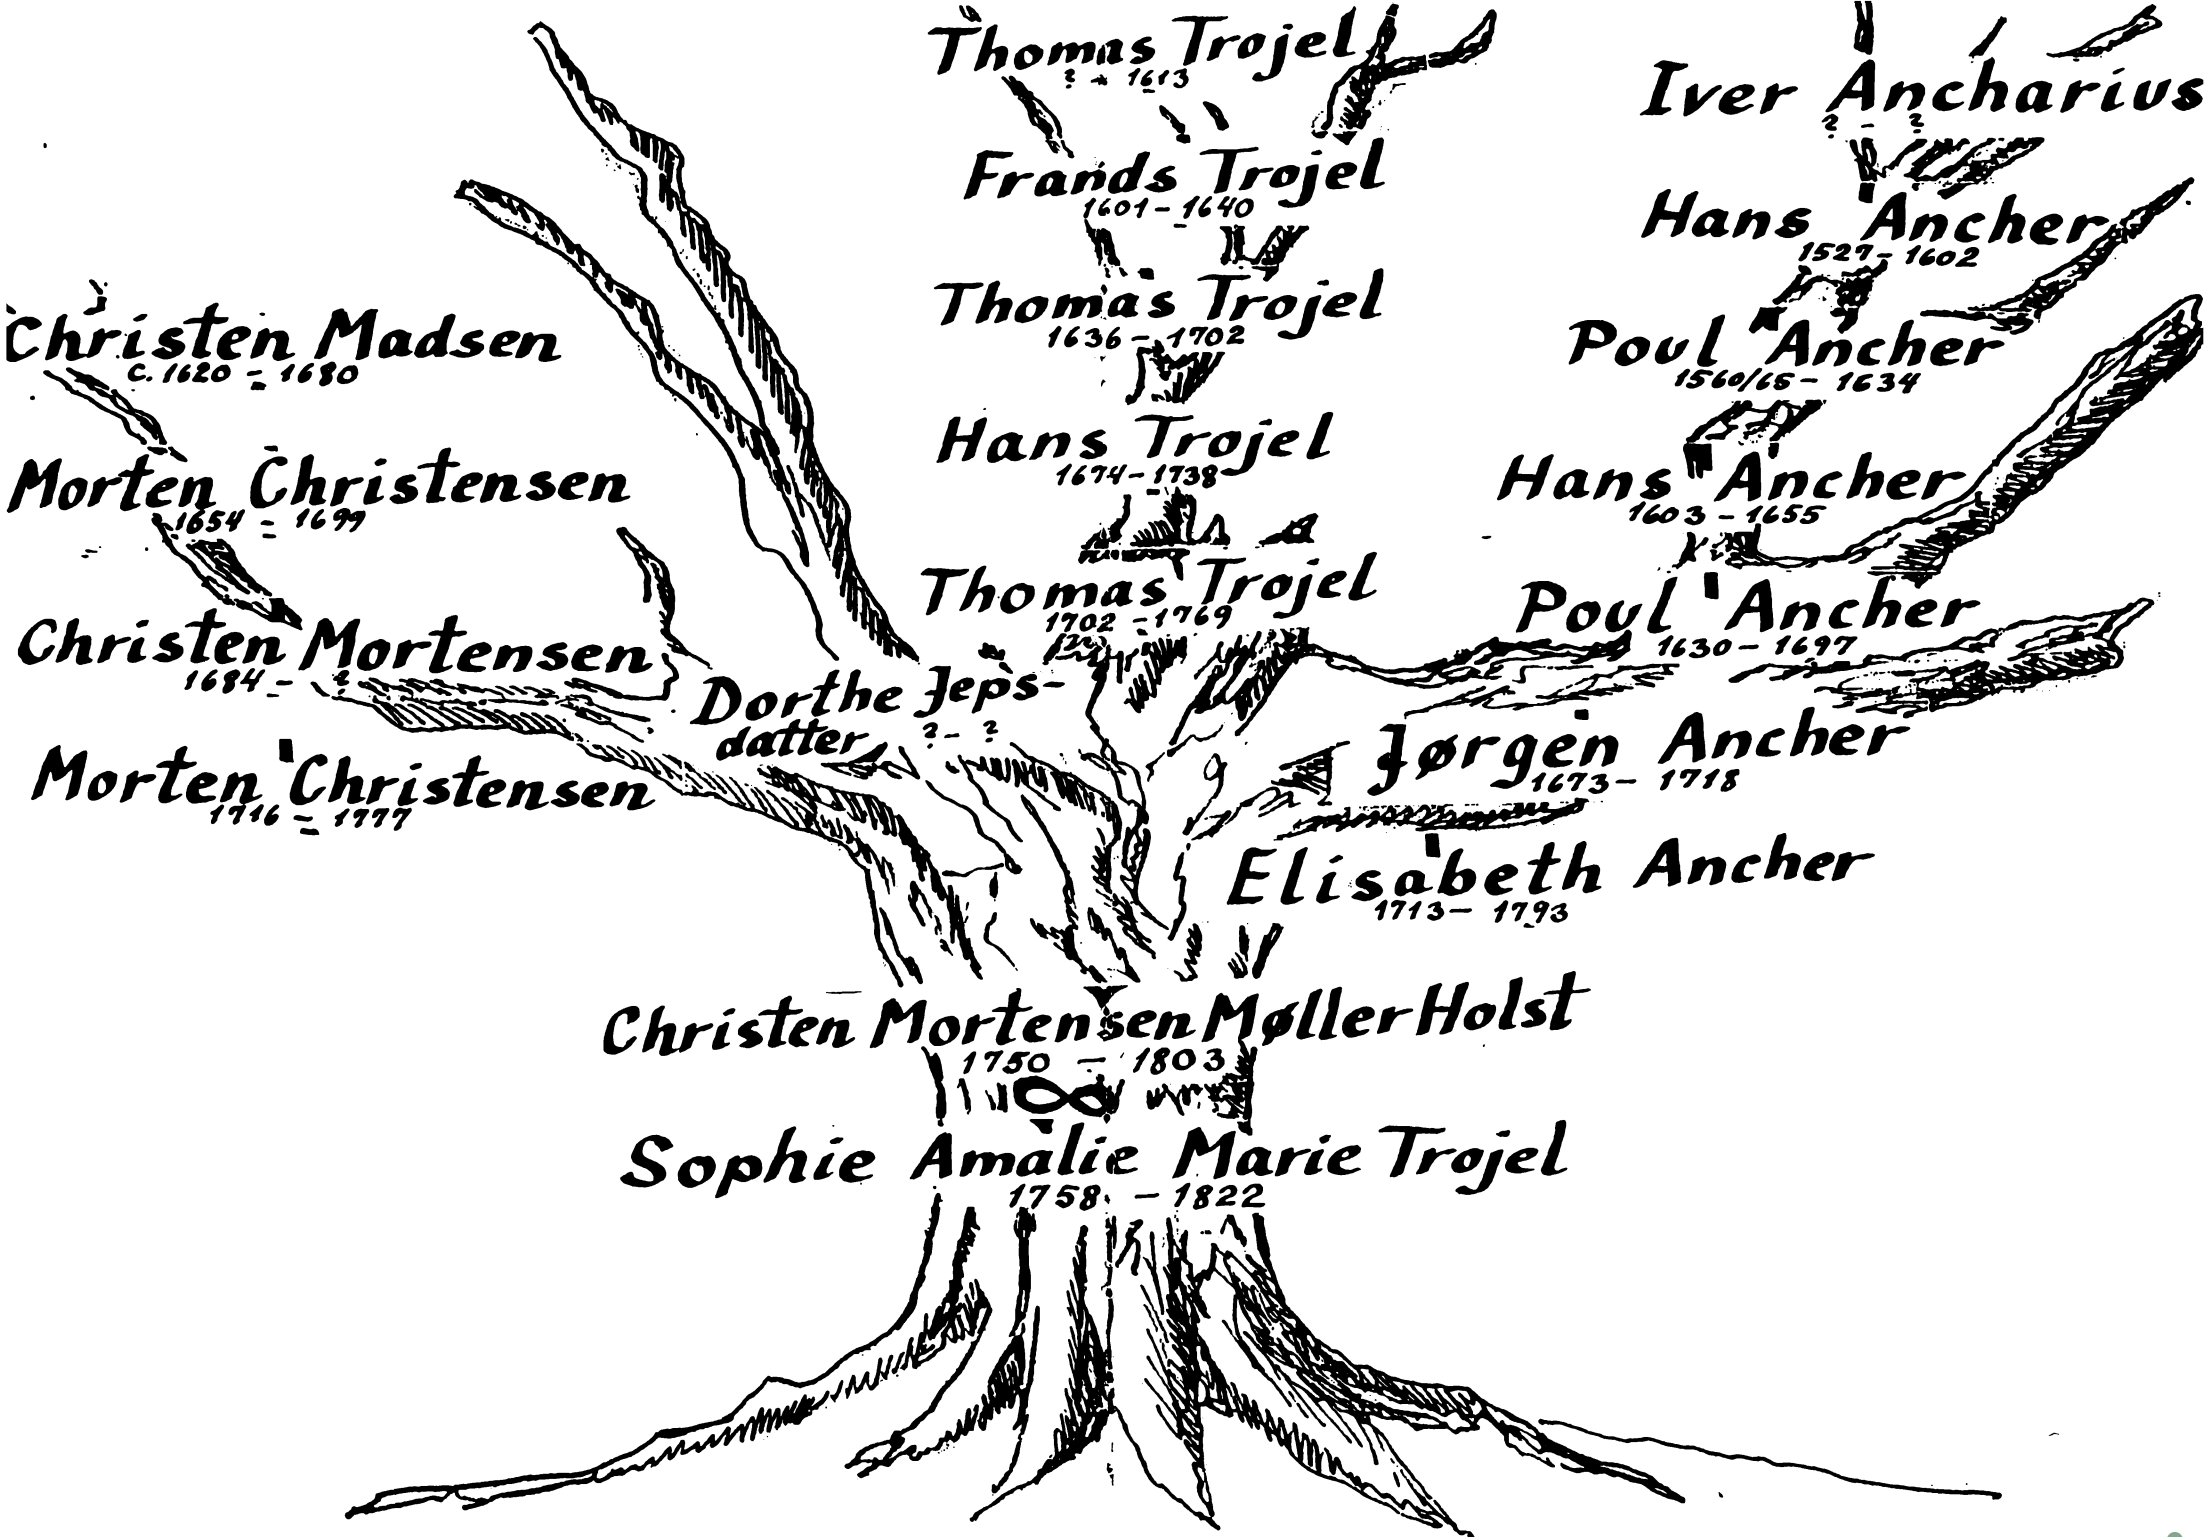 Thomas Trojel
? - 1613
Frands Trojel
1601 - 1640
Thomas Trojel
1636 - 1702
Hans Trojel
1674 - 1738
Thomas Trojel
1702 - 1769
Iver Ancharius
? - ?
Hans Ancher
1527 - 1602
Poul Ancher
1560/65 - 1634
Hans Ancher
1603 - 1655
Poul Ancher
1630 - 1697
Jørgen Ancher
1673 - 1718
Elisabeth Ancher
1713 - 1793
Christen Madsen
c. 1620 - 1680
Morten Christensen
1654 - 1699
Christen Mortensen
1684 - ?
Morten Christensen
1716 - 1777
Dorthe Jeps-
datter ? - ?
Christen Mortensen Møller Holst
1750 - 1803
∞
Sophie Amalie Marie Trojel
1758 - 1822